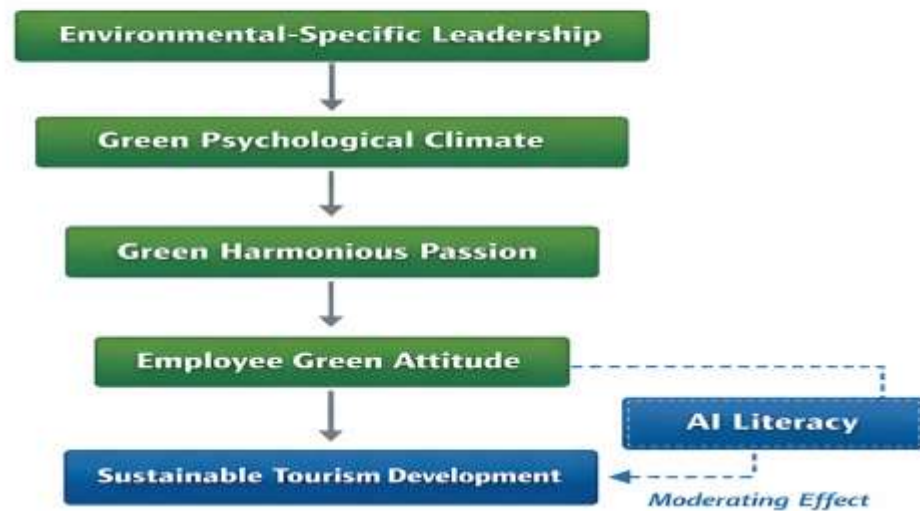 Environmental-Specific Leadership
Green Psychological Climate
Green Harmonious Passion
Employee Green Attitude
AI Literacy
Sustainable Tourism Development
Moderating Effect